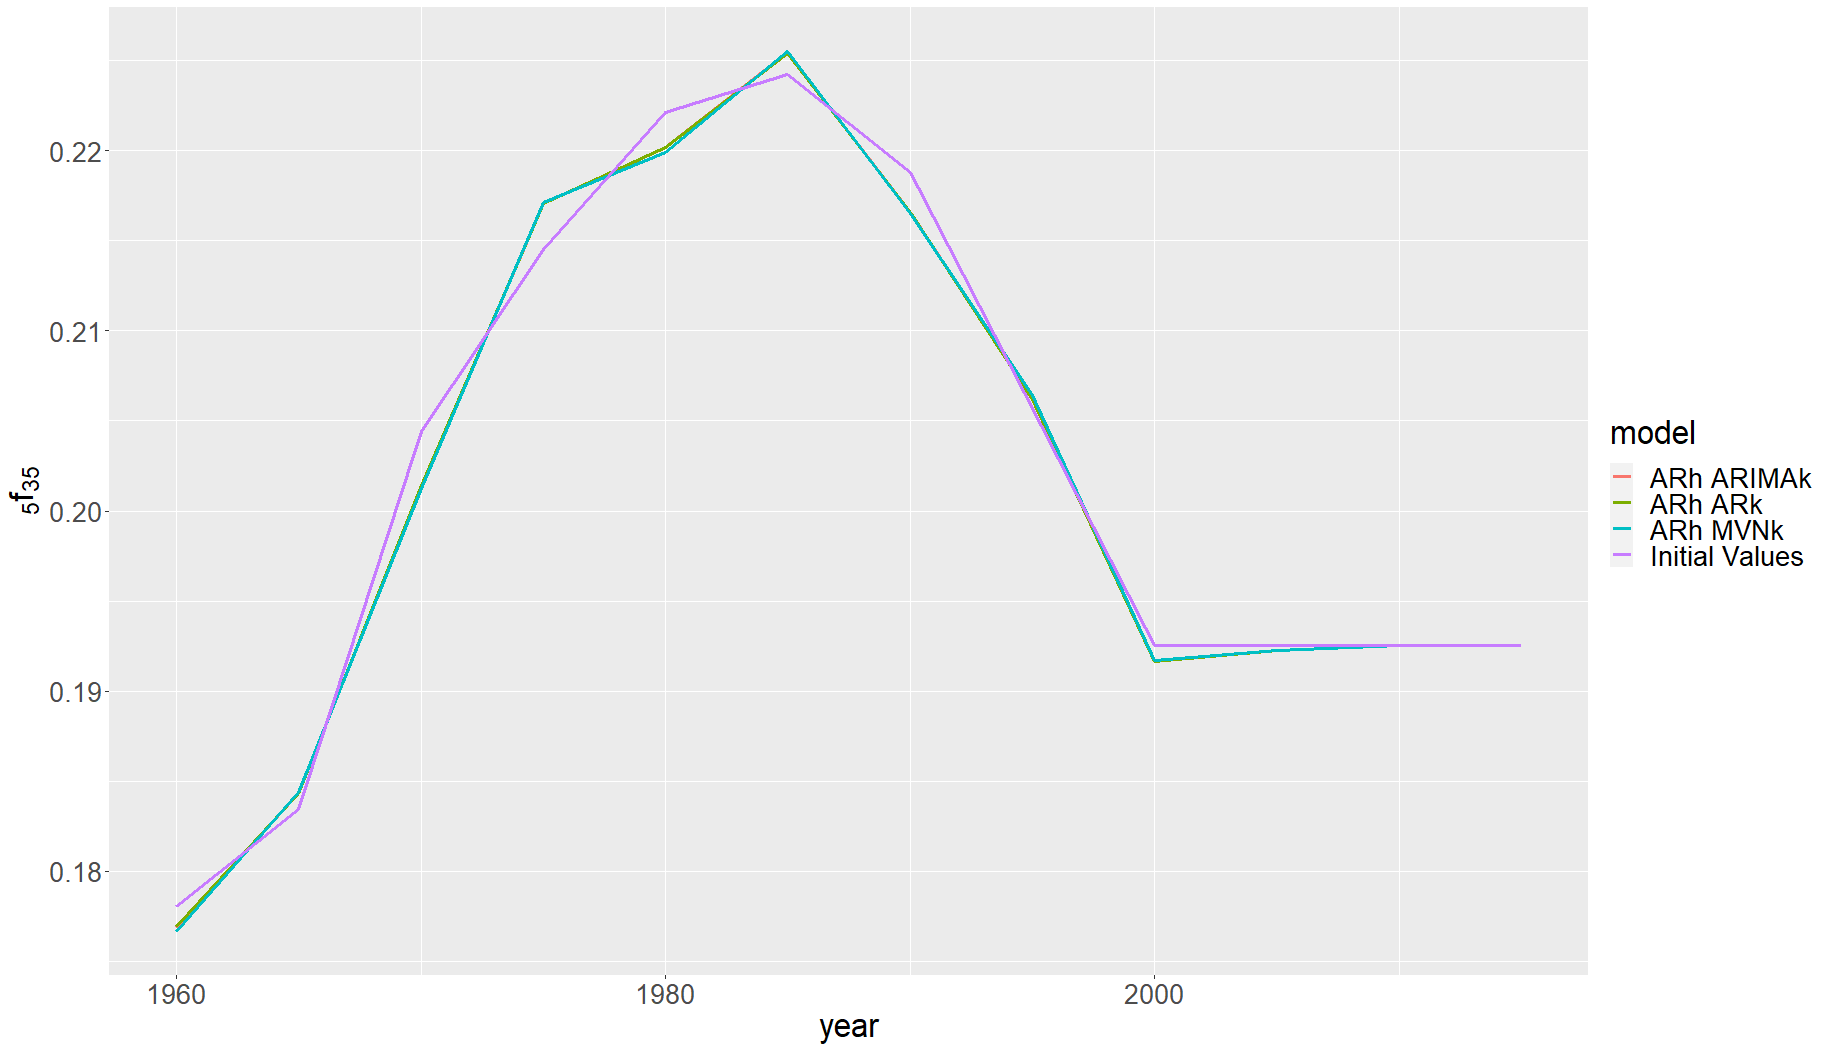 ₅f₃₅
0.22
0.21
0.20
0.19
0.18
1960 1980 2000
year
model
ARh ARIMAk
ARh ARk
ARh MVNk
Initial Values